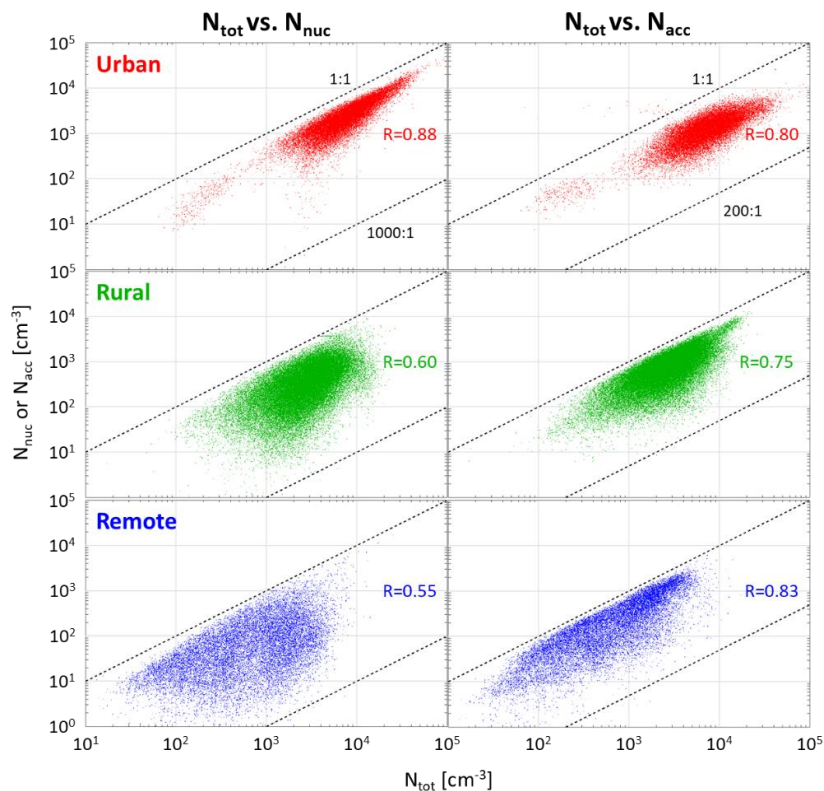 N_tot vs. N_nuc
N_tot vs. N_acc
10^5
Urban
1:1
1:1
10^4
10^3
R=0.88
R=0.80
10^2
10^1
1000:1
200:1
10^5
Rural
10^4
10^3
R=0.60
R=0.75
10^2
10^1
N_nuc or N_acc [cm^-3]
10^5
Remote
10^4
10^3
R=0.55
R=0.83
10^2
10^1
10^0
10^1 10^2 10^3 10^4 10^5 10^2 10^3 10^4 10^5
N_tot [cm^-3]